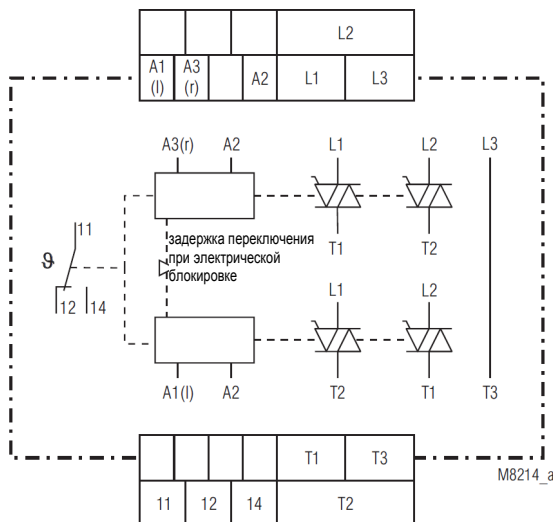 L2
A1 (l) A3 (r) A2 L1 L3
A3(r) A2 L1 L2 L3
T1 T2
задержка переключения
при электрической
блокировке
ϑ 11
12 14
L1 L2
A1(l) A2 T2 T1 T3
T1 T3
M8214_a
11 12 14 T2